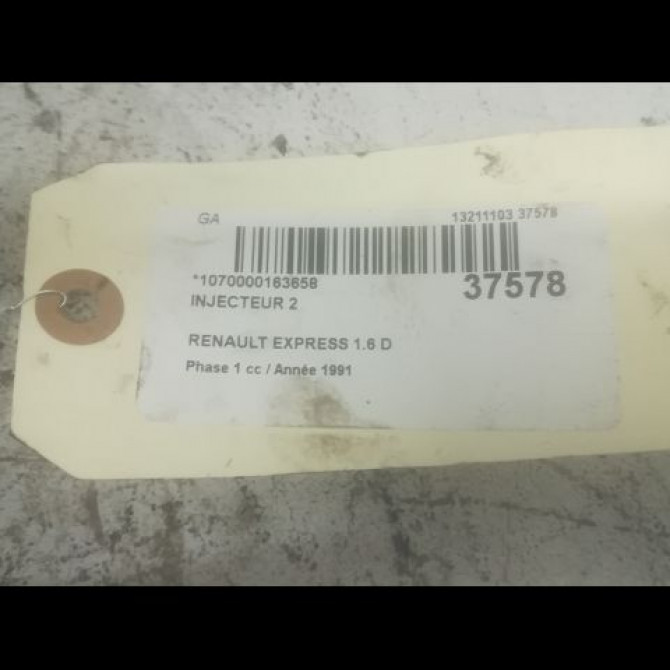 GA 13211103 37578
*1070000163658 37578
INJECTEUR 2
RENAULT EXPRESS 1.6 D
Phase 1 cc / Année 1991